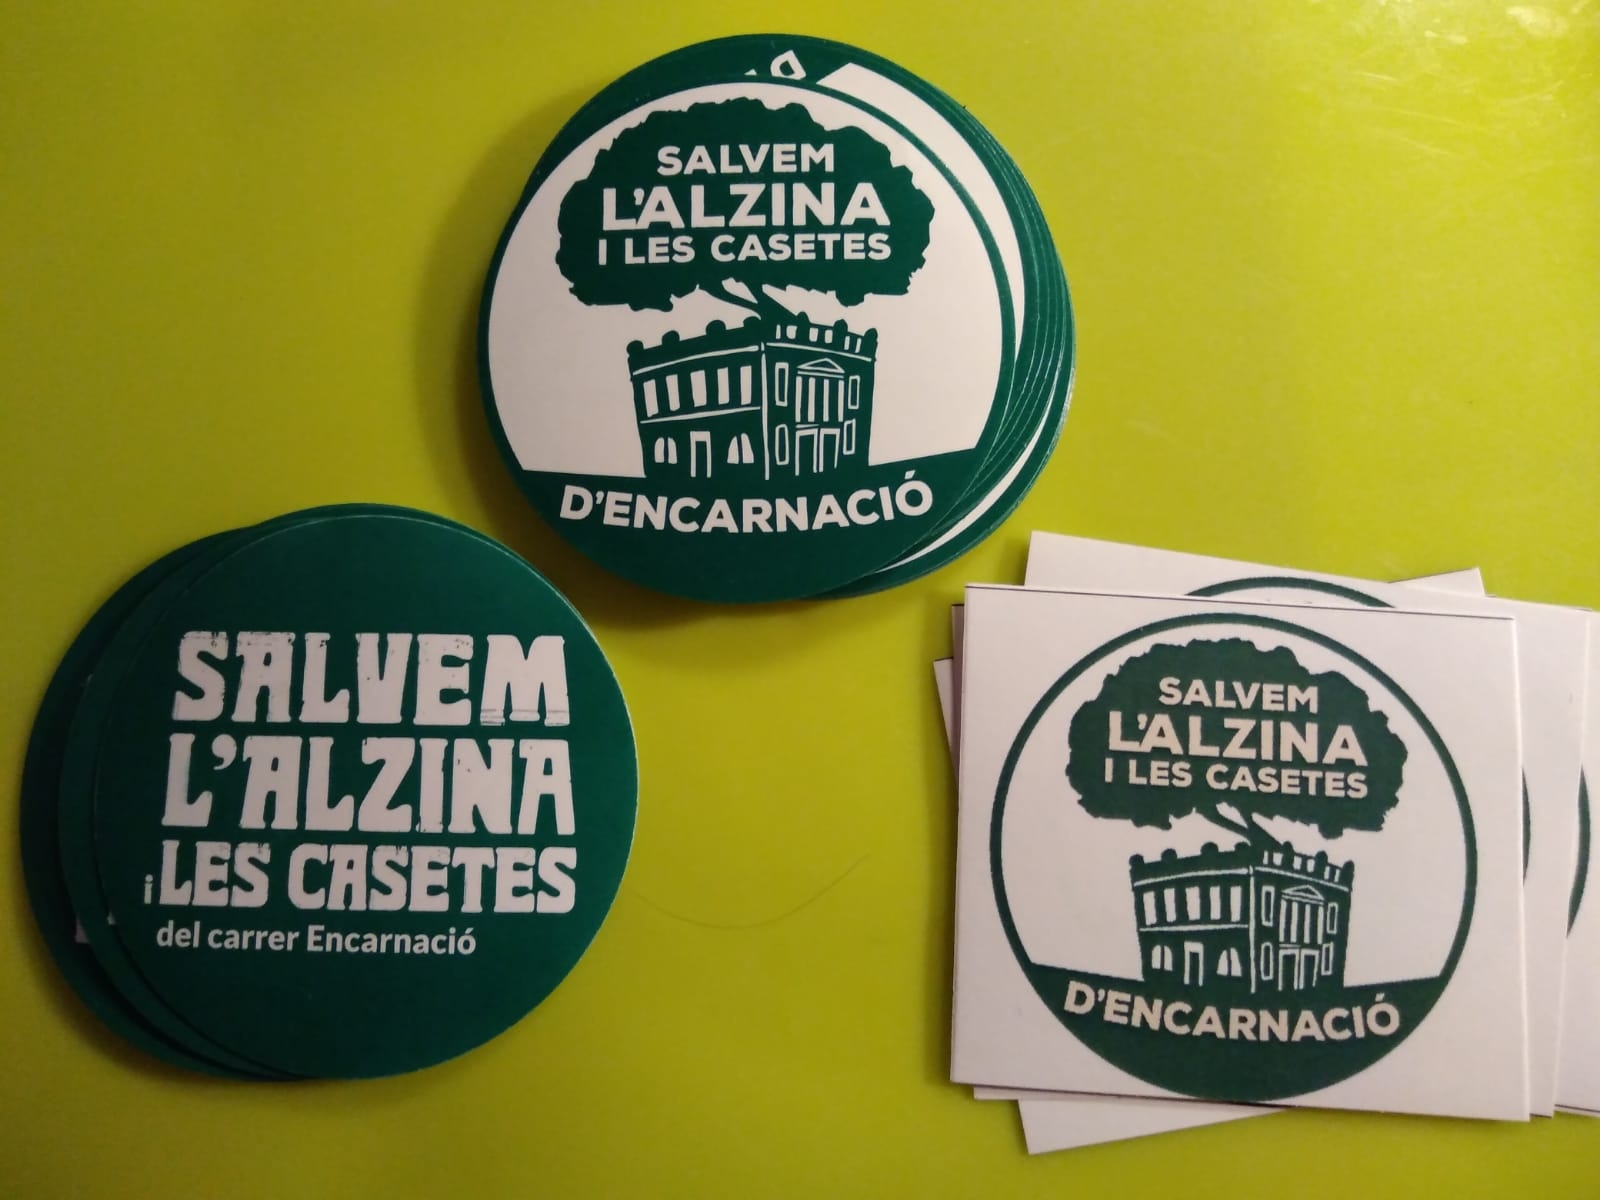 SALVEM
L'ALZINA
I LES CASETES
D'ENCARNACIÓ
SALVEM
L'ALZINA
i LES CASETES
del carrer Encarnació
SALVEM
L'ALZINA
I LES CASETES
D'ENCARNACIÓ